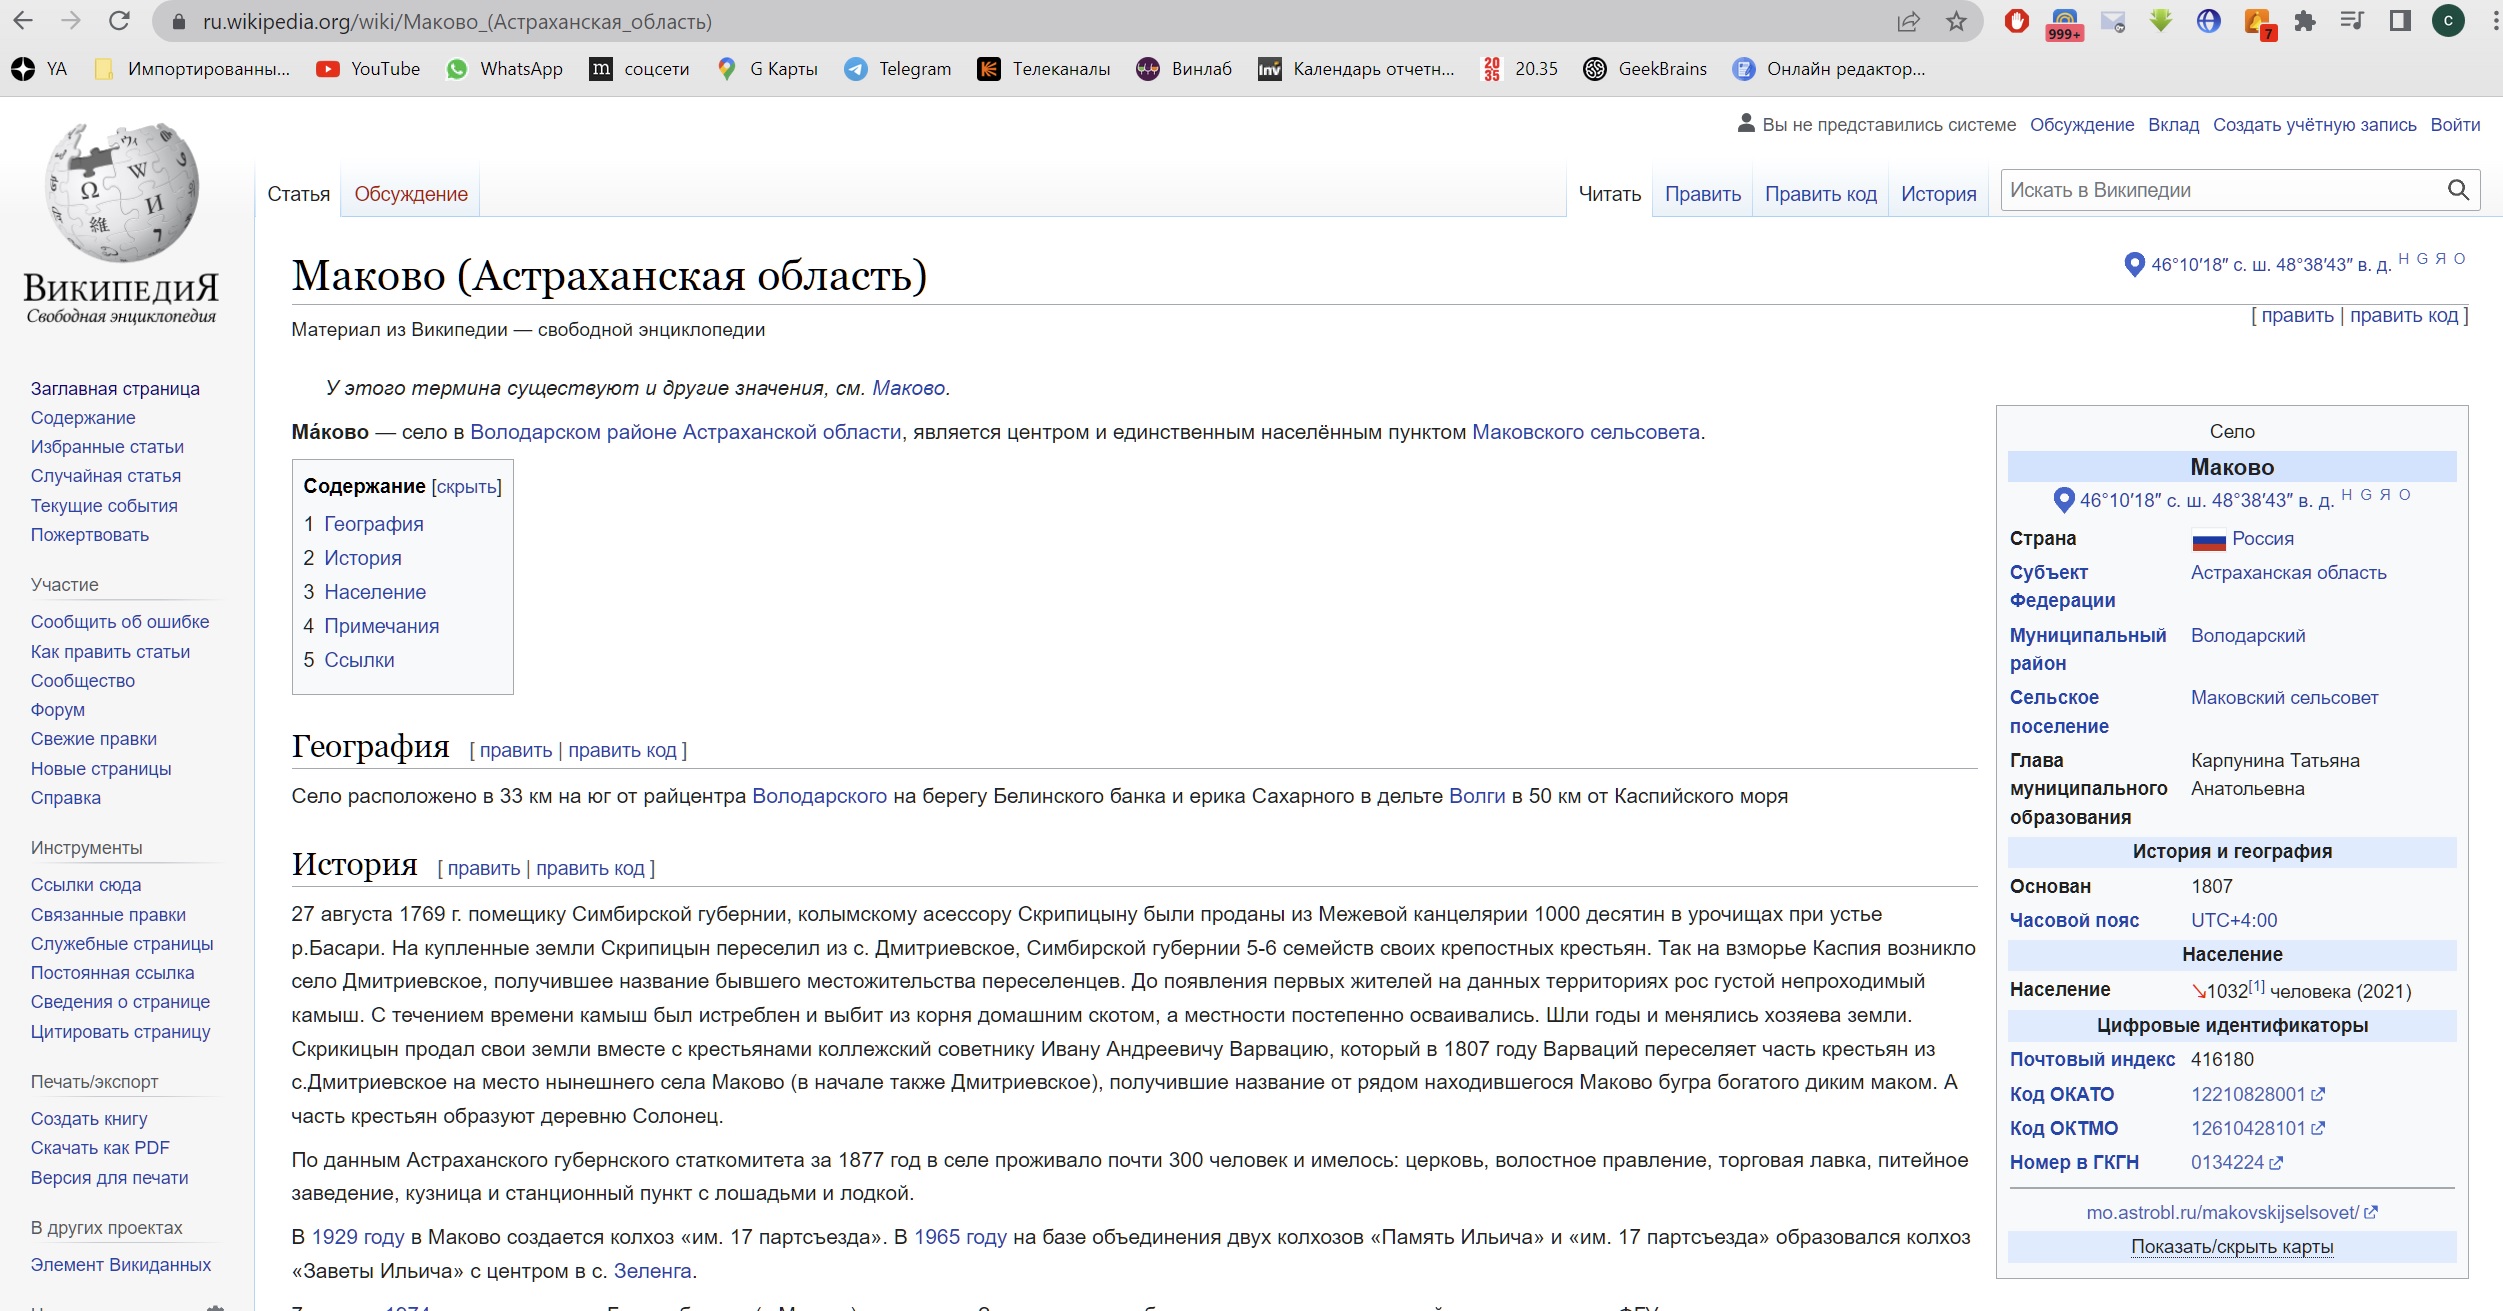 ru.wikipedia.org/wiki/Маково_(Астраханская_область)
999+
7
C
YA
Импортированны...
YouTube
WhatsApp
m
соцсети
G Карты
Telegram
Телеканалы
Винлаб
Inv
Календарь отчетн...
20
35
20.35
GeekBrains
Онлайн редактор...
Вы не представились системе Обсуждение Вклад Создать учётную запись Войти
Статья Обсуждение
Читать Править Править код История
Искать в Википедии
Ω W И 維 7
ВикипедиЯ
Свободная энциклопедия
Заглавная страница
Содержание
Избранные статьи
Случайная статья
Текущие события
Пожертвовать
Участие
Сообщить об ошибке
Как править статьи
Сообщество
Форум
Свежие правки
Новые страницы
Справка
Инструменты
Ссылки сюда
Связанные правки
Служебные страницы
Постоянная ссылка
Сведения о странице
Цитировать страницу
Печать/экспорт
Создать книгу
Скачать как PDF
Версия для печати
В других проектах
Элемент Викиданных
Маково (Астраханская область)
46°10′18″ с. ш. 48°38′43″ в. д. H G Я O
[ править | править код ]
Материал из Википедии — свободной энциклопедии
У этого термина существуют и другие значения, см. Маково.
Ма́ково — село в Володарском районе Астраханской области, является центром и единственным населённым пунктом Маковского сельсовета.
Содержание [скрыть]
1 География
2 История
3 Население
4 Примечания
5 Ссылки
География [ править | править код ]
Село расположено в 33 км на юг от райцентра Володарского на берегу Белинского банка и ерика Сахарного в дельте Волги в 50 км от Каспийского моря
История [ править | править код ]
27 августа 1769 г. помещику Симбирской губернии, колымскому асессору Скрипицыну были проданы из Межевой канцелярии 1000 десятин в урочищах при устье
р.Басари. На купленные земли Скрипицын переселил из с. Дмитриевское, Симбирской губернии 5-6 семейств своих крепостных крестьян. Так на взморье Каспия возникло
село Дмитриевское, получившее название бывшего местожительства переселенцев. До появления первых жителей на данных территориях рос густой непроходимый
камыш. С течением времени камыш был истреблен и выбит из корня домашним скотом, а местности постепенно осваивались. Шли годы и менялись хозяева земли.
Скрикицын продал свои земли вместе с крестьянами коллежский советнику Ивану Андреевичу Варвацию, который в 1807 году Варваций переселяет часть крестьян из
с.Дмитриевское на место нынешнего села Маково (в начале также Дмитриевское), получившие название от рядом находившегося Маково бугра богатого диким маком. А
часть крестьян образуют деревню Солонец.
По данным Астраханского губернского статкомитета за 1877 год в селе проживало почти 300 человек и имелось: церковь, волостное правление, торговая лавка, питейное
заведение, кузница и станционный пункт с лошадьми и лодкой.
В 1929 году в Маково создается колхоз «им. 17 партсъезда». В 1965 году на базе объединения двух колхозов «Память Ильича» и «им. 17 партсъезда» образовался колхоз
«Заветы Ильича» с центром в с. Зеленга.
Село
Маково
46°10′18″ с. ш. 48°38′43″ в. д. H G Я O
Страна Россия
Субъект Астраханская область
Федерации
Муниципальный Володарский
район
Сельское Маковский сельсовет
поселение
Глава Карпунина Татьяна
муниципального Анатольевна
образования
История и география
Основан 1807
Часовой пояс UTC+4:00
Население
Население ↘1032[1] человека (2021)
Цифровые идентификаторы
Почтовый индекс 416180
Код ОКАТО 12210828001
Код ОКТМО 12610428101
Номер в ГКГН 0134224
mo.astrobl.ru/makovskijselsovet/
Показать/скрыть карты